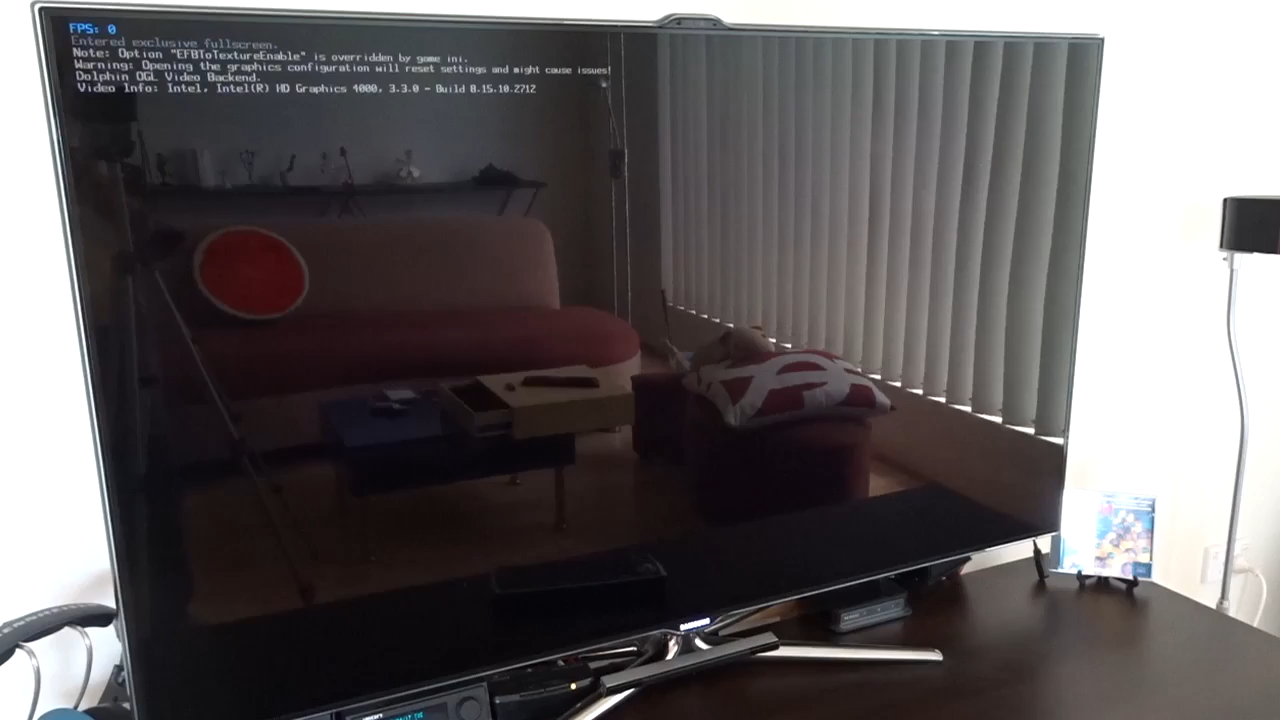 FPS: 0
Entered exclusive fullscreen.
Note: Option "EFBToTextureEnable" is overridden by game ini.
Warning: Opening the graphics configuration will reset settings and might cause issues!
Dolphin OGL Video Backend.
Video Info: Intel, Intel(R) HD Graphics 4000, 3.3.0 - Build 8.15.10.2712
SAMSUNG